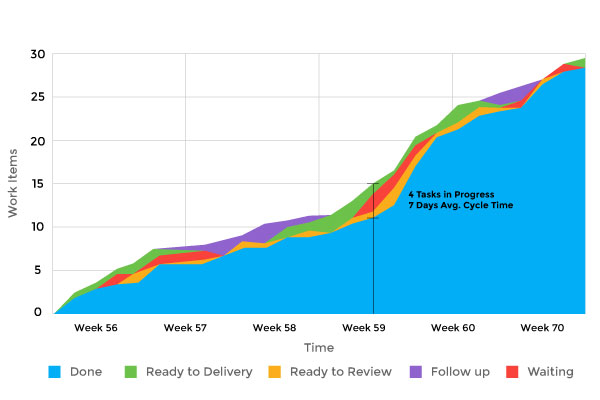 30
25
20
15
10
5
0
Work Items
4 Tasks in Progress
7 Days Avg. Cycle Time
Week 56 Week 57 Week 58 Week 59 Week 60 Week 70
Time
Done Ready to Delivery Ready to Review Follow up Waiting